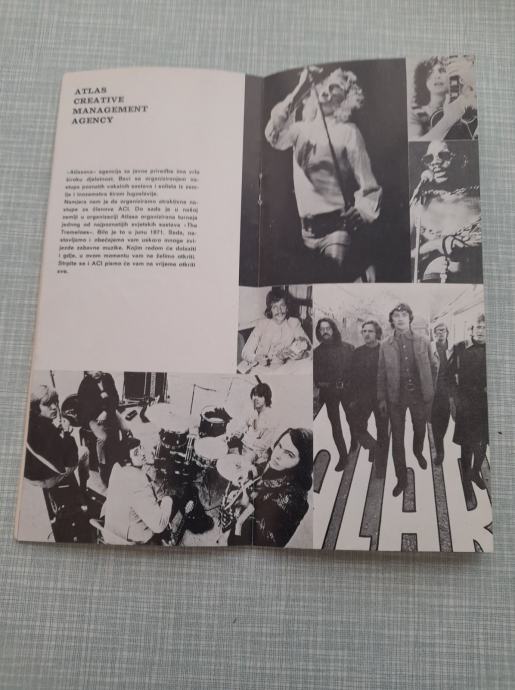 ATLAS
CREATIVE
MANAGEMENT
AGENCY
«Atlasova» agencija za javne priredbe ima vrlo
široku djelatnost. Bavi se organiziranjem na-
stupa poznatih vokalnih sastava i solista iz zem-
lje i inozemstva širom Jugoslavije.
Namjera nam je da organiziramo atraktivne na-
stupe za članove ACI. Do sada je u našoj
zemlji u organizaciji Atlasa organizirana turneja
jednog od najpoznatijih svjetskih sastava «The
Tremeloes». Bilo je to u junu 1971. Sada, na-
stavljamo i obećajemo vam uskoro mnoge zvi-
jezde zabavne muzike. Kojim redom će dolaziti
i gdje, u ovom momentu vam ne želimo otkriti.
Strpite se i ACI pismo će vam na vrijeme otkriti
sve.
LAR